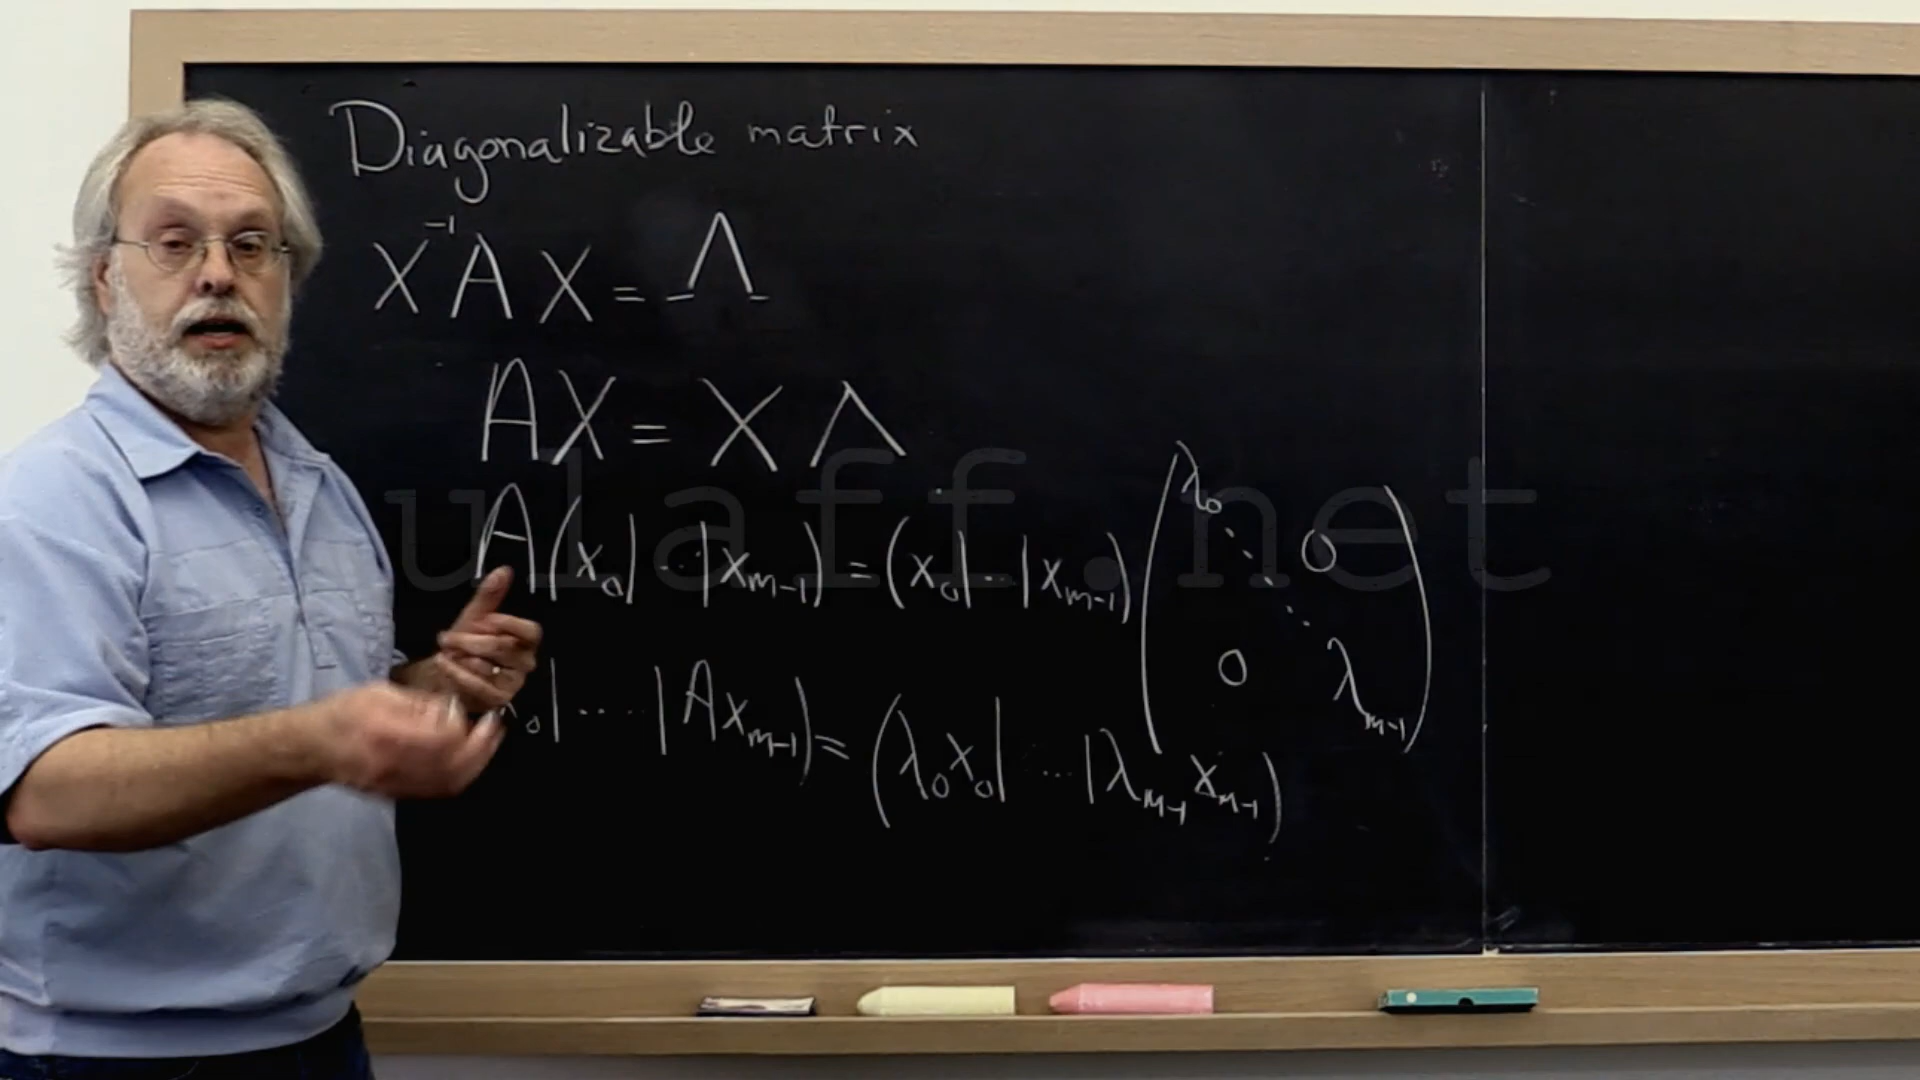 Diagonalizable matrix
X⁻¹AX = Λ
AX = XΛ
A(x₀|··|xₘ₋₁) = (x₀|··|xₘ₋₁)(λ₀ ⋱ 0 0 λₘ₋₁)
x₀|····|Axₘ₋₁) = (λ₀x₀|···|λₘ₋₁xₘ₋₁)
ulaff.net